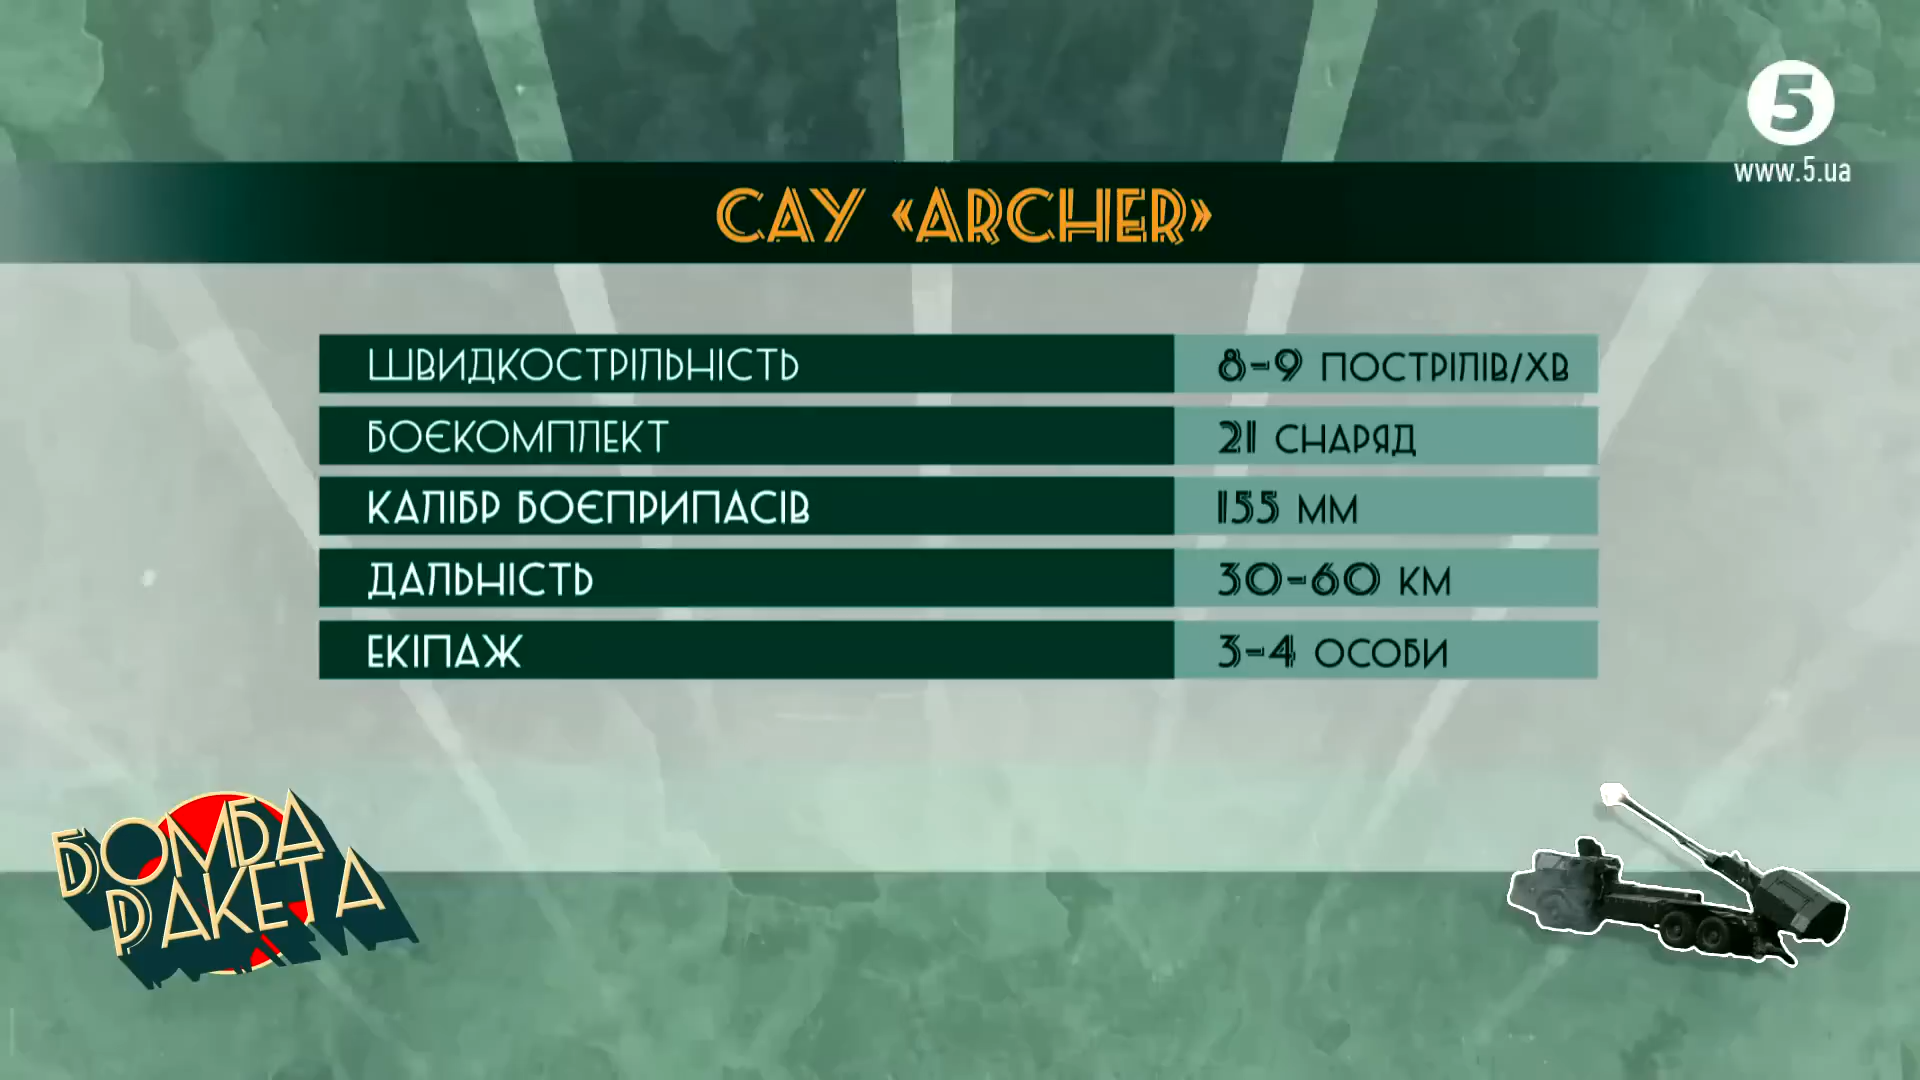 5
www.5.ua
САУ «ARCHER»
ШВИДКОСТРІЛЬНІСТЬ 8-9 ПОСТРІЛІВ/ХВ
БОЄКОМПЛЕКТ 21 СНАРЯД
КАЛІБР БОЄПРИПАСІВ 155 ММ
ДАЛЬНІСТЬ 30-60 КМ
ЕКІПАЖ 3-4 ОСОБИ
БОМБА
РАКЕТА